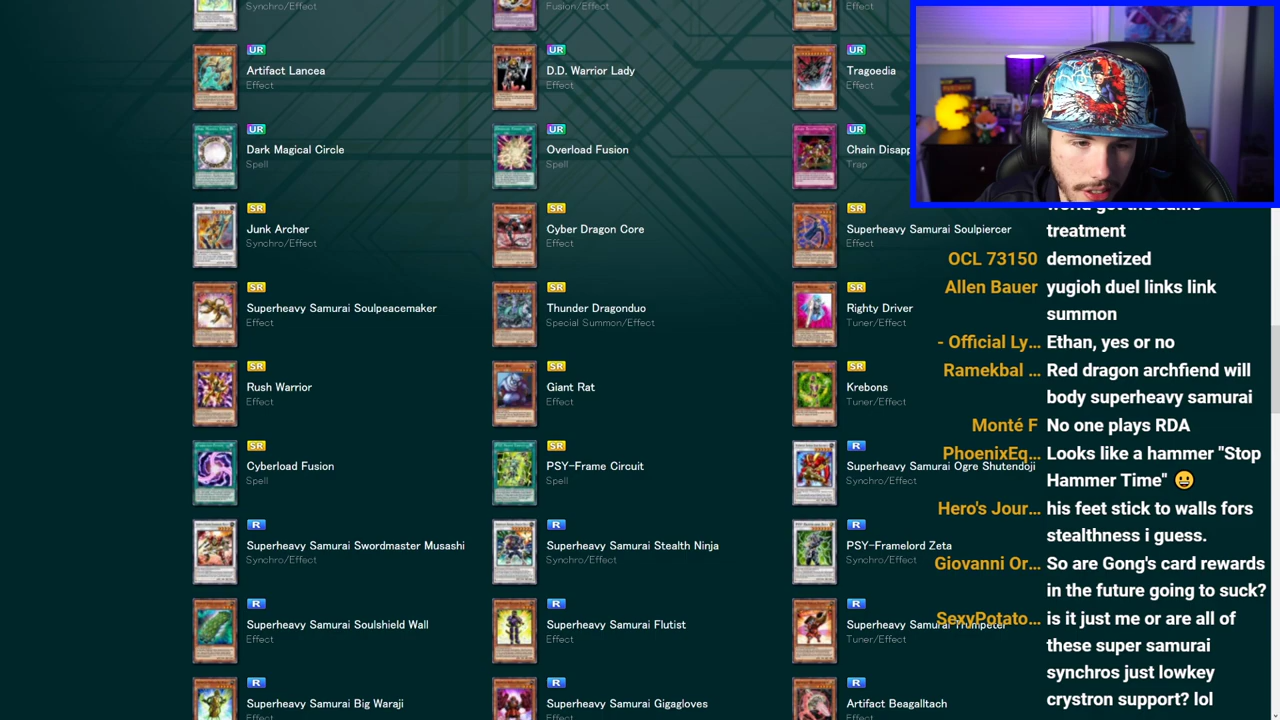 Synchro/Effect
Fusion/Effect
Effect
UR
Artifact Lancea
Effect
UR
D.D. Warrior Lady
Effect
UR
Tragoedia
Effect
UR
Dark Magical Circle
Spell
UR
Overload Fusion
Spell
UR
Chain Disapp
Trap
SR
Junk Archer
Synchro/Effect
SR
Cyber Dragon Core
Effect
SR
Superheavy Samurai Soulpiercer
Effect
SR
Superheavy Samurai Soulpeacemaker
Effect
SR
Thunder Dragonduo
Special Summon/Effect
SR
Righty Driver
Tuner/Effect
SR
Rush Warrior
Effect
SR
Giant Rat
Effect
SR
Krebons
Tuner/Effect
SR
Cyberload Fusion
Spell
SR
PSY-Frame Circuit
Spell
R
Superheavy Samurai Ogre Shutendoji
Synchro/Effect
R
Superheavy Samurai Swordmaster Musashi
Synchro/Effect
R
Superheavy Samurai Stealth Ninja
Synchro/Effect
R
PSY-Framelord Zeta
Synchro/Effect
R
Superheavy Samurai Soulshield Wall
Effect
R
Superheavy Samurai Flutist
Effect
R
Superheavy Samurai Trumpeter
Tuner/Effect
R
Superheavy Samurai Big Waraji
Effect
R
Superheavy Samurai Gigagloves
Effect
R
Artifact Beagalltach
Effect
treatment
OCL 73150 demonetized
Allen Bauer yugioh duel links link
summon
- Official Ly... Ethan, yes or no
Ramekbal ... Red dragon archfiend will
body superheavy samurai
Monté F No one plays RDA
PhoenixEq... Looks like a hammer "Stop
Hammer Time" 😀
Hero's Jour... his feet stick to walls fors
stealthness i guess.
Giovanni Or... So is Gong's card rewards
in the future going to suck?
SexyPotato... is it just me or are all of
these super samurai
synchros just lowkey
crystron support? lol